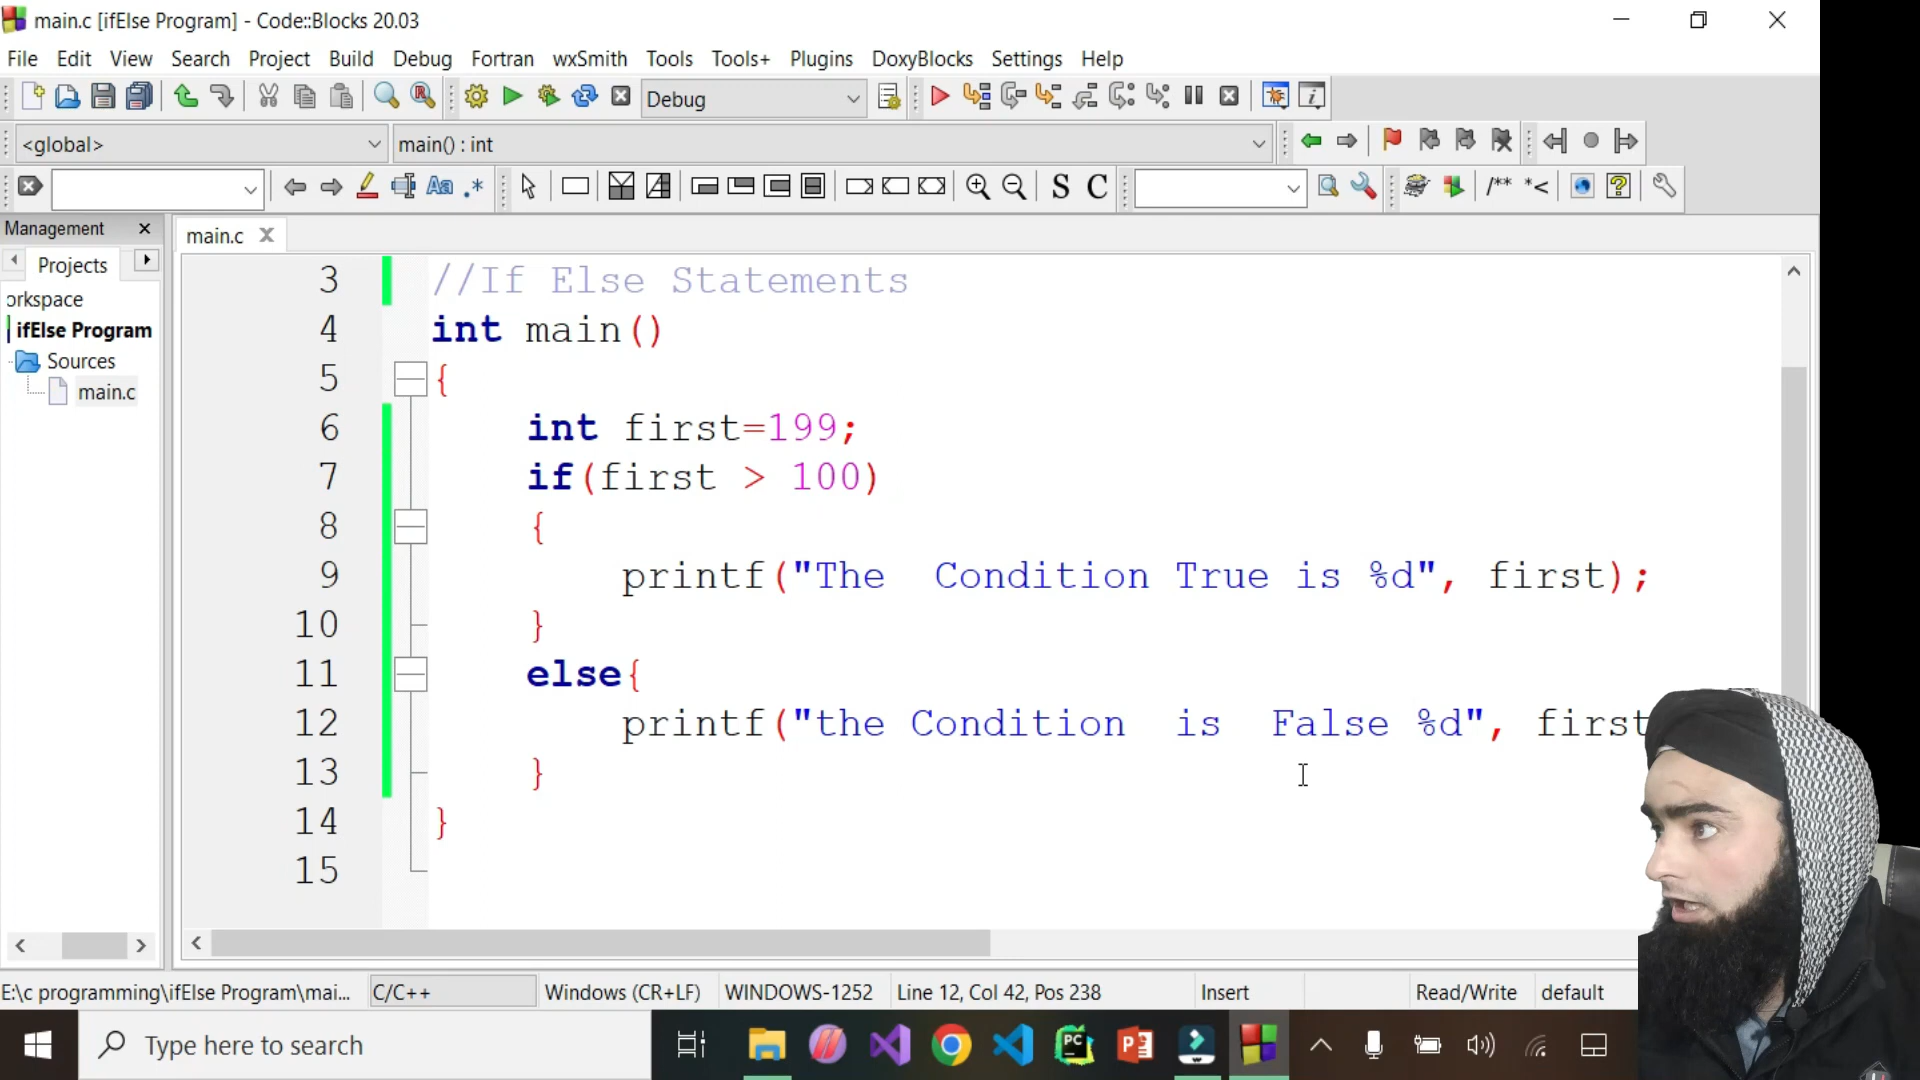 main.c [ifElse Program] - Code::Blocks 20.03
File Edit View Search Project Build Debug Fortran wxSmith Tools Tools+ Plugins DoxyBlocks Settings Help
Debug
<global> main() : int
Aa .* S C /** *<
Management
main.c
Projects
orkspace
ifElse Program
Sources
main.c
3 //If Else Statements
4 int main()
5 {
6 int first=199;
7 if(first > 100)
8 {
9 printf("The  Condition True is %d", first);
10 }
11 else{
12 printf("the Condition  is  False %d", first
13 }
14 }
15
E:\c programming\ifElse Program\mai... C/C++ Windows (CR+LF) WINDOWS-1252 Line 12, Col 42, Pos 238 Insert Read/Write default
Type here to search